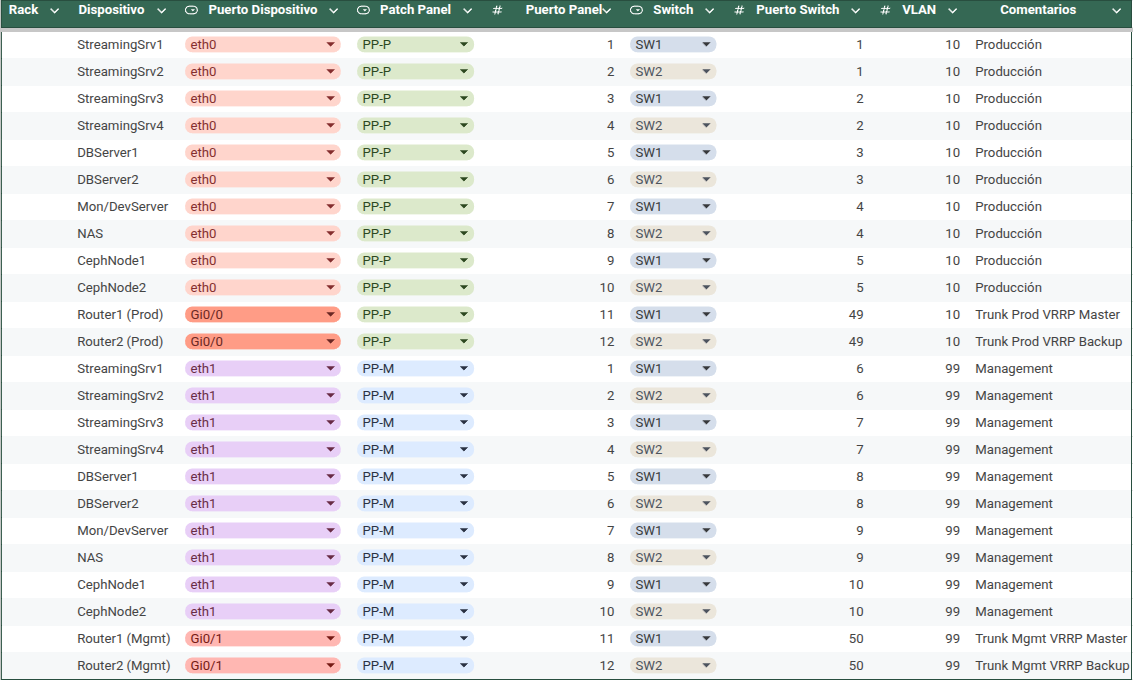 Rack Dispositivo Puerto Dispositivo Patch Panel # Puerto Panel Switch # Puerto Switch # VLAN Comentarios
StreamingSrv1 eth0 PP-P 1 SW1 1 10 Producción
StreamingSrv2 eth0 PP-P 2 SW2 1 10 Producción
StreamingSrv3 eth0 PP-P 3 SW1 2 10 Producción
StreamingSrv4 eth0 PP-P 4 SW2 2 10 Producción
DBServer1 eth0 PP-P 5 SW1 3 10 Producción
DBServer2 eth0 PP-P 6 SW2 3 10 Producción
Mon/DevServer eth0 PP-P 7 SW1 4 10 Producción
NAS eth0 PP-P 8 SW2 4 10 Producción
CephNode1 eth0 PP-P 9 SW1 5 10 Producción
CephNode2 eth0 PP-P 10 SW2 5 10 Producción
Router1 (Prod) Gi0/0 PP-P 11 SW1 49 10 Trunk Prod VRRP Master
Router2 (Prod) Gi0/0 PP-P 12 SW2 49 10 Trunk Prod VRRP Backup
StreamingSrv1 eth1 PP-M 1 SW1 6 99 Management
StreamingSrv2 eth1 PP-M 2 SW2 6 99 Management
StreamingSrv3 eth1 PP-M 3 SW1 7 99 Management
StreamingSrv4 eth1 PP-M 4 SW2 7 99 Management
DBServer1 eth1 PP-M 5 SW1 8 99 Management
DBServer2 eth1 PP-M 6 SW2 8 99 Management
Mon/DevServer eth1 PP-M 7 SW1 9 99 Management
NAS eth1 PP-M 8 SW2 9 99 Management
CephNode1 eth1 PP-M 9 SW1 10 99 Management
CephNode2 eth1 PP-M 10 SW2 10 99 Management
Router1 (Mgmt) Gi0/1 PP-M 11 SW1 50 99 Trunk Mgmt VRRP Master
Router2 (Mgmt) Gi0/1 PP-M 12 SW2 50 99 Trunk Mgmt VRRP Backup